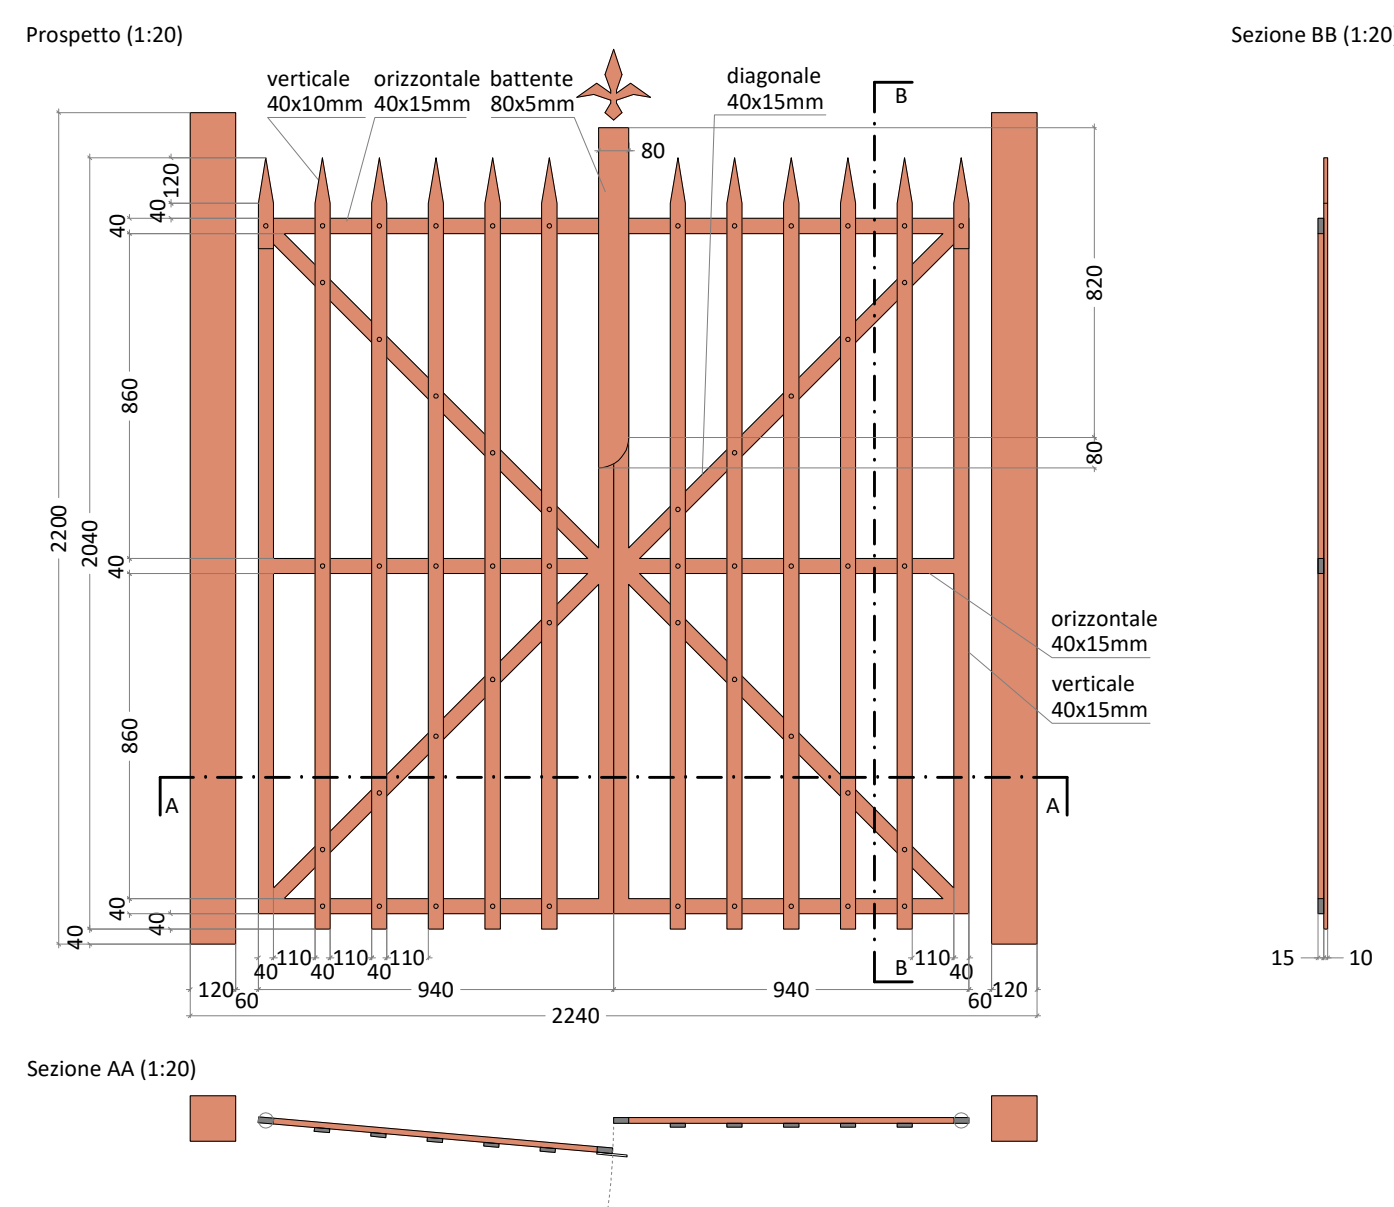 Prospetto (1:20)
Sezione BB (1:20
verticale
40x10mm
orizzontale
40x15mm
battente
80x5mm
diagonale
40x15mm
B
80
120
40
40
820
860
80
2200
2040
40
orizzontale
40x15mm
verticale
40x15mm
860
A
A
40
40
40
110
110
110
110
40
40
40
40
B
15
10
120
60
940
940
60
120
2240
Sezione AA (1:20)